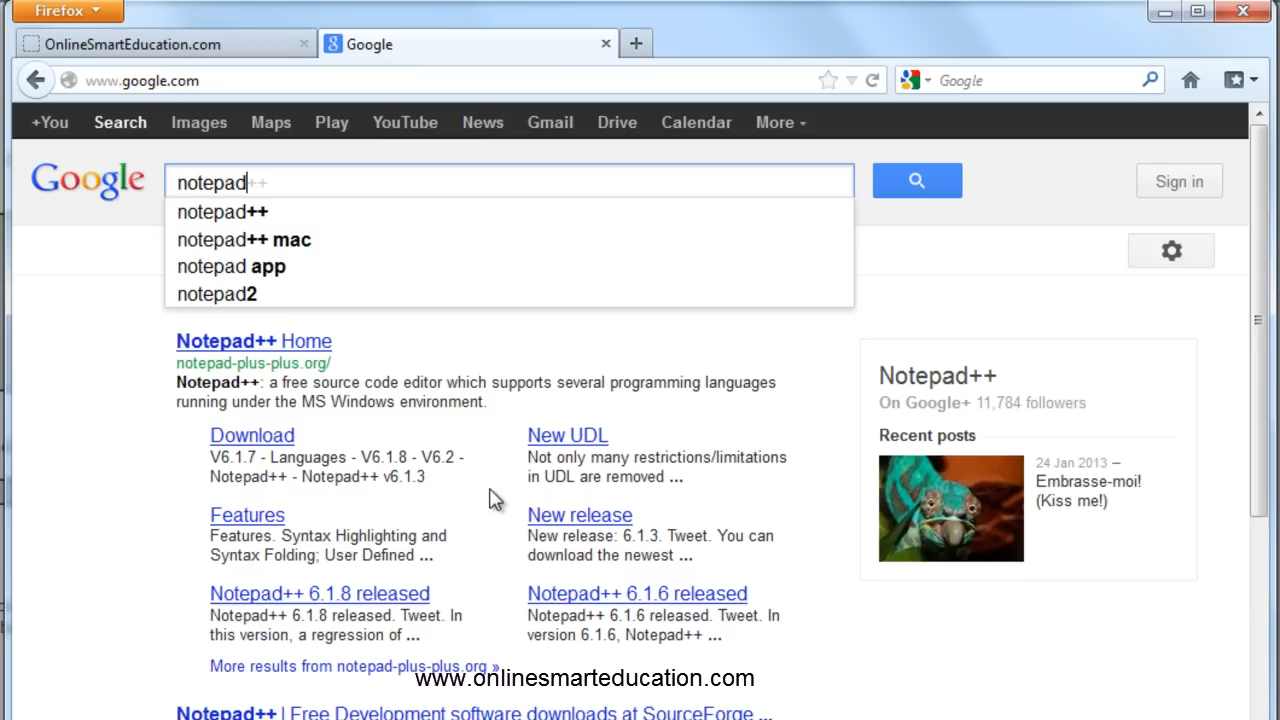 Firefox
OnlineSmartEducation.com
Google
www.google.com
Google
+You Search Images Maps Play YouTube News Gmail Drive Calendar More
Google
notepad++
Sign in
notepad++
notepad++ mac
notepad app
notepad2
Notepad++ Home
notepad-plus-plus.org/
Notepad++: a free source code editor which supports several programming languages
running under the MS Windows environment.
Download
V6.1.7 - Languages - V6.1.8 - V6.2 -
Notepad++ - Notepad++ v6.1.3
New UDL
Not only many restrictions/limitations
in UDL are removed ...
Features
Features. Syntax Highlighting and
Syntax Folding; User Defined ...
New release
New release: 6.1.3. Tweet. You can
download the newest ...
Notepad++ 6.1.8 released
Notepad++ 6.1.8 released. Tweet. In
this version, a regression of ...
Notepad++ 6.1.6 released
Notepad++ 6.1.6 released. Tweet. In
version 6.1.6, Notepad++ ...
More results from notepad-plus-plus.org »
Notepad++ | Free Development software downloads at SourceForge ...
Notepad++
On Google+ 11,784 followers
Recent posts
24 Jan 2013 –
Embrasse-moi!
(Kiss me!)
www.onlinesmarteducation.com